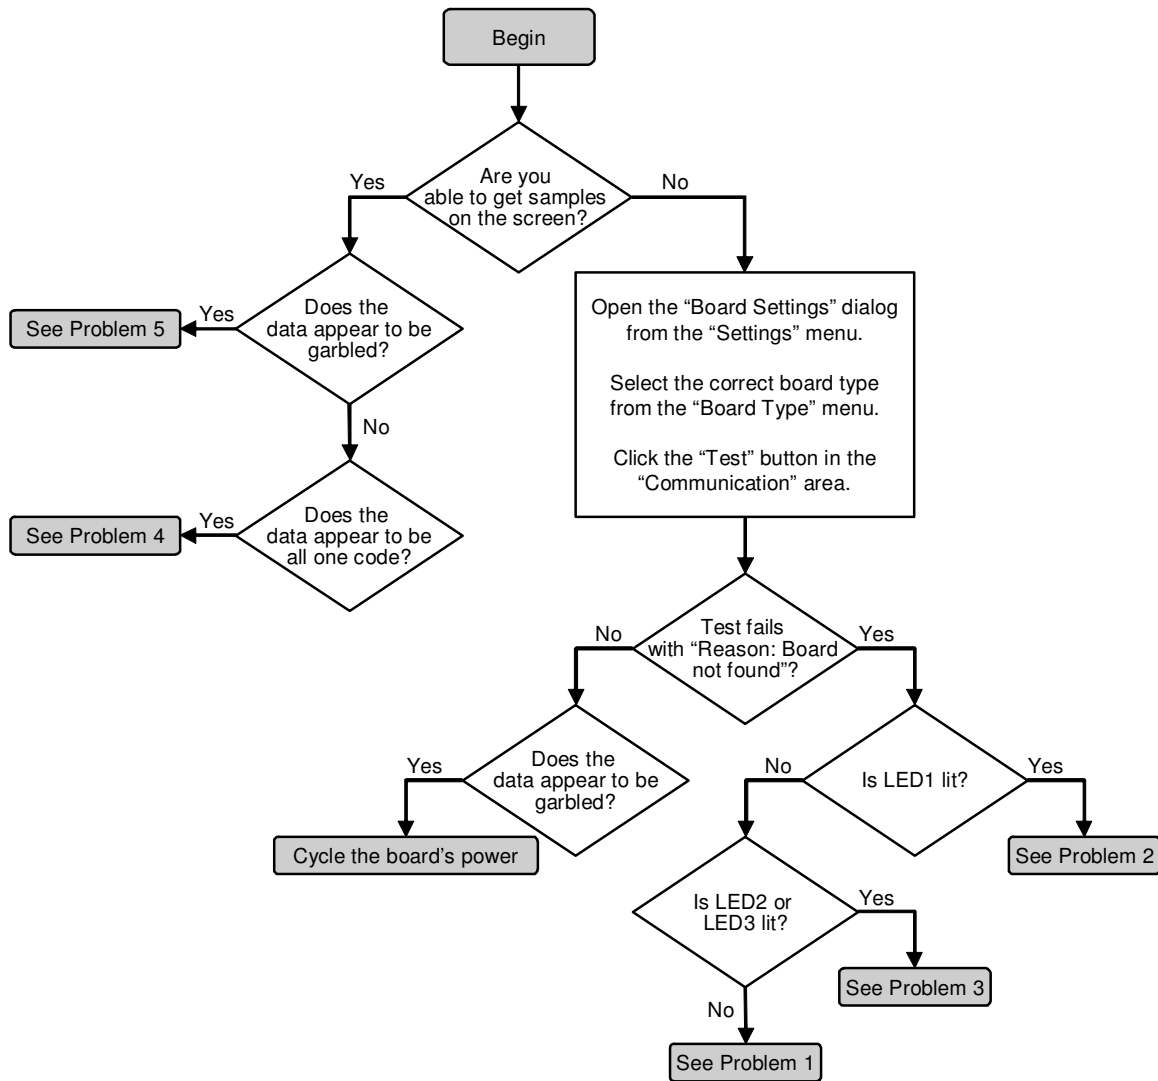 Begin
Are you
able to get samples
on the screen?
Yes
No
Does the
data appear to be
garbled?
Yes
See Problem 5
No
Does the
data appear to be
all one code?
Yes
See Problem 4
Open the “Board Settings” dialog
from the “Settings” menu.
Select the correct board type
from the “Board Type” menu.
Click the “Test” button in the
“Communication” area.
Test fails
with “Reason: Board
not found”?
No
Yes
Does the
data appear to be
garbled?
Yes
Cycle the board’s power
Is LED1 lit?
No
Yes
See Problem 2
Is LED2 or
LED3 lit?
Yes
See Problem 3
No
See Problem 1